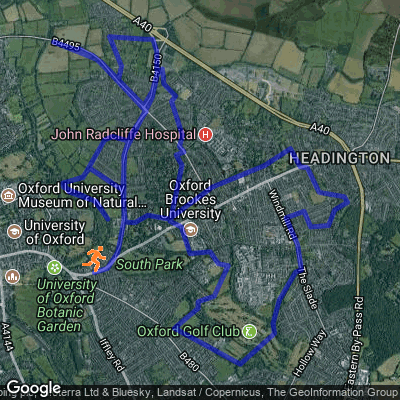 A40
B4495
B4150
John Radcliffe Hospital
H
A40
HEADINGTON
Oxford University
Museum of Natural...
Oxford
Brookes
University
Windmill Rd
University
of Oxford
South Park
The Slade
University
of Oxford
Botanic
Garden
Iffley Rd
Oxford Golf Club
Hollow Way
Eastern By-Pass Rd
A4144
B480
Google
terra Ltd & Bluesky, Landsat / Copernicus, The GeoInformation Group